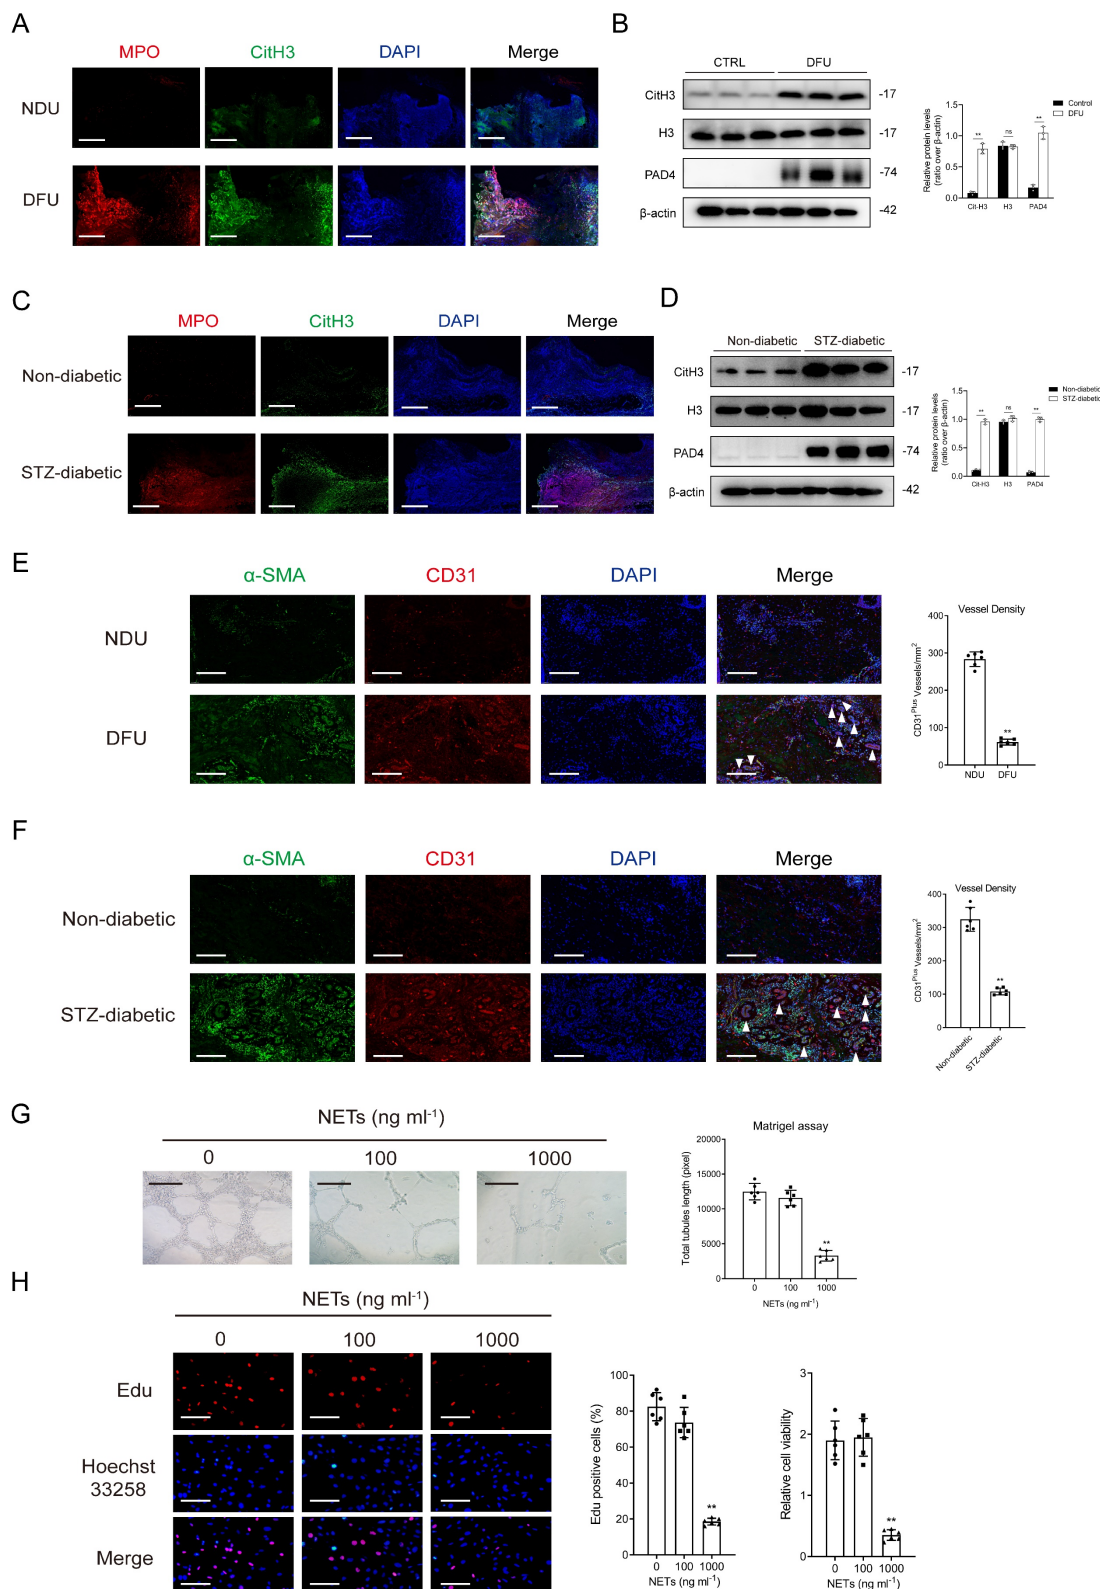 A
MPO
CitH3
DAPI
Merge
NDU
DFU
B
CTRL
DFU
CitH3
-17
H3
-17
PAD4
-74
β-actin
-42
Control
DFU
Relative protein levels
(ratio over β-actin)
1.5
1.0
0.5
0.0
**
ns
**
Cit-H3
H3
PAD4
C
MPO
CitH3
DAPI
Merge
Non-diabetic
STZ-diabetic
D
Non-diabetic
STZ-diabetic
CitH3
-17
H3
-17
PAD4
-74
β-actin
-42
Non-diabetic
STZ-diabetic
Relative protein levels
(ratio over β-actin)
1.5
1.0
0.5
0.0
**
ns
**
Cit-H3
H3
PAD4
E
α-SMA
CD31
DAPI
Merge
NDU
DFU
Vessel Density
CD31Plus Vessels/mm2
400
300
200
100
0
**
NDU
DFU
F
α-SMA
CD31
DAPI
Merge
Non-diabetic
STZ-diabetic
Vessel Density
CD31Plus Vessels/mm2
400
300
200
100
0
**
Non-diabetic
STZ-diabetic
G
NETs (ng ml-1)
0
100
1000
Matrigel assay
Total tubules length (pixel)
20000
15000
10000
5000
0
**
0
100
1000
NETs (ng ml-1)
H
NETs (ng ml-1)
0
100
1000
Edu
Hoechst
33258
Merge
Edu positive cells (%)
100
80
60
40
20
0
**
0
100
1000
NETs (ng ml-1)
Relative cell viability
3
2
1
0
**
0
100
1000
NETs (ng ml-1)